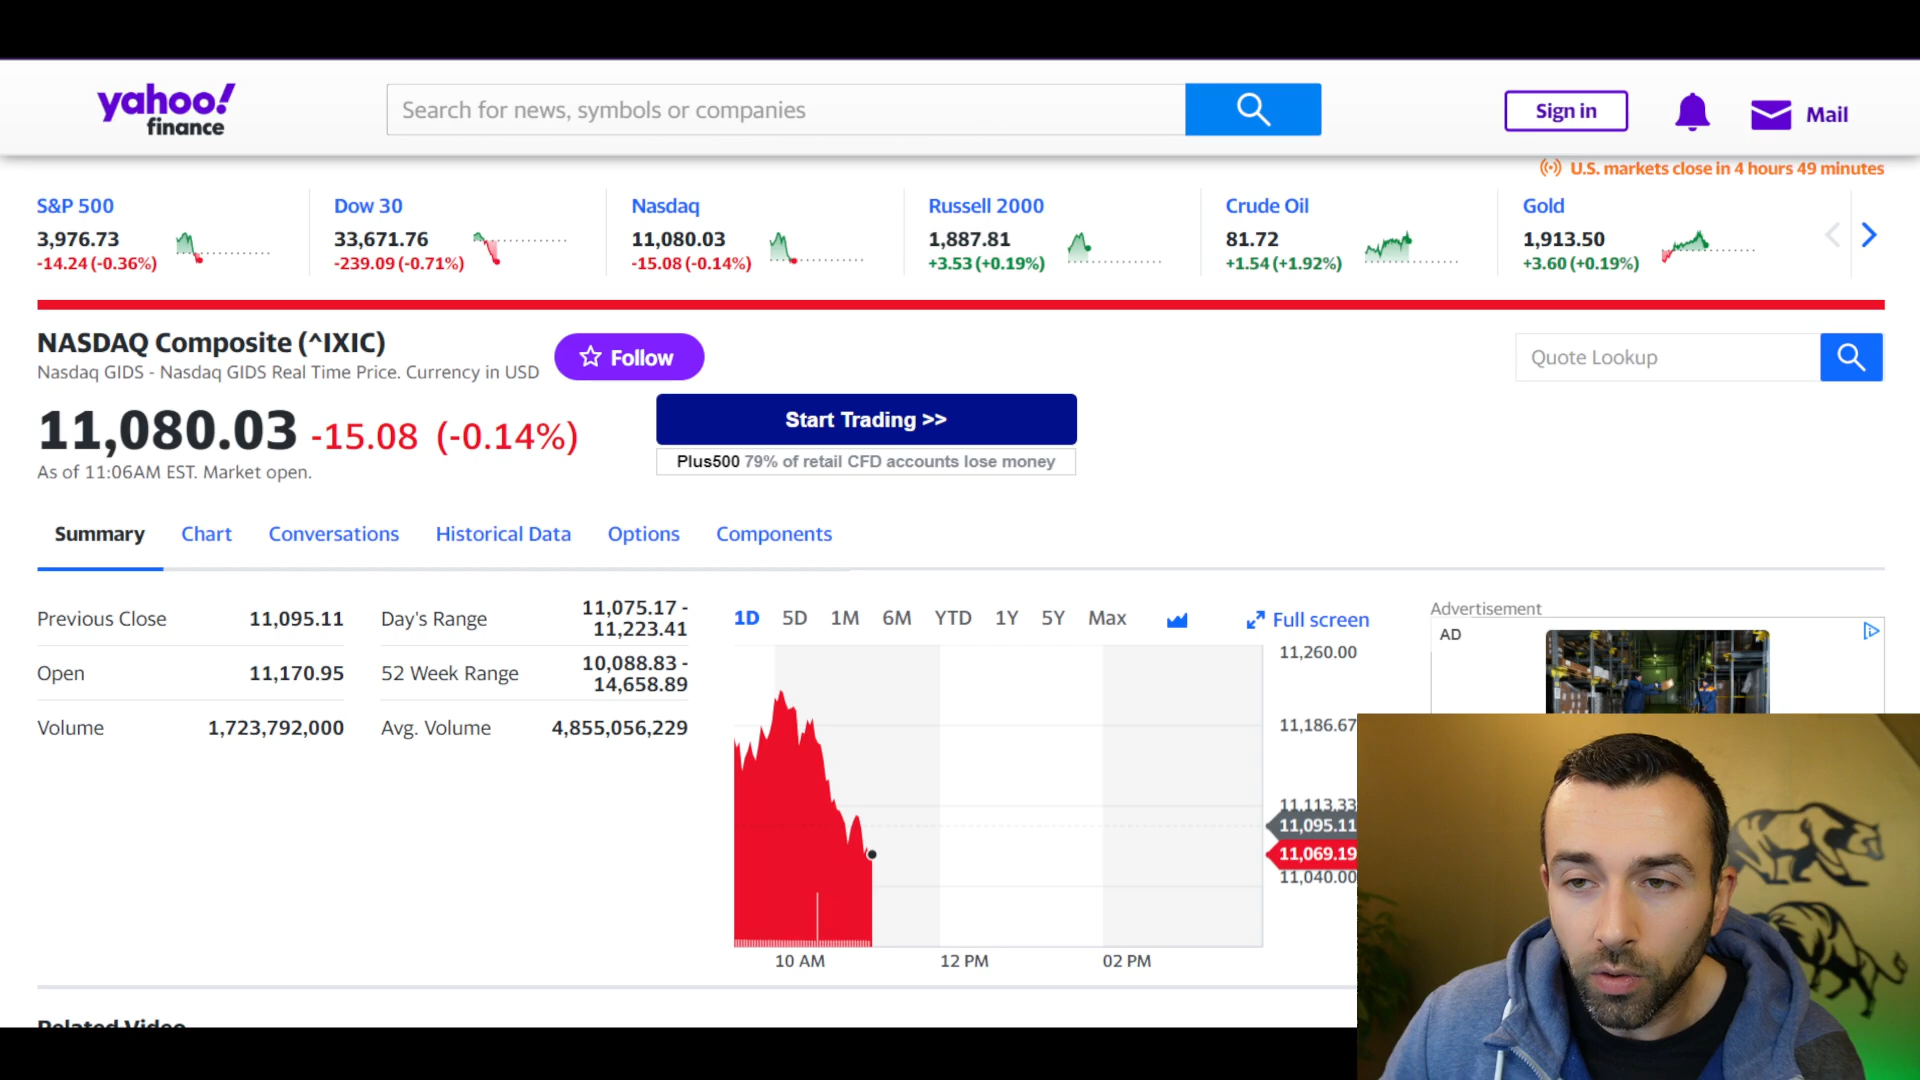 yahoo!
finance
Search for news, symbols or companies
Sign in
Mail
U.S. markets close in 4 hours 49 minutes
S&P 500
3,976.73
-14.24 (-0.36%)
Dow 30
33,671.76
-239.09 (-0.71%)
Nasdaq
11,080.03
-15.08 (-0.14%)
Russell 2000
1,887.81
+3.53 (+0.19%)
Crude Oil
81.72
+1.54 (+1.92%)
Gold
1,913.50
+3.60 (+0.19%)
NASDAQ Composite (^IXIC)
Nasdaq GIDS - Nasdaq GIDS Real Time Price. Currency in USD
Follow
Quote Lookup
11,080.03 -15.08 (-0.14%)
As of 11:06AM EST. Market open.
Start Trading >>
Plus500 79% of retail CFD accounts lose money
Summary Chart Conversations Historical Data Options Components
Previous Close 11,095.11
Open 11,170.95
Volume 1,723,792,000
Day's Range 11,075.17 -
11,223.41
52 Week Range 10,088.83 -
14,658.89
Avg. Volume 4,855,056,229
1D 5D 1M 6M YTD 1Y 5Y Max
Full screen
11,260.00
11,186.67
11,113.33
11,095.11
11,069.19
11,040.00
10 AM 12 PM 02 PM
Advertisement
AD
Related Video